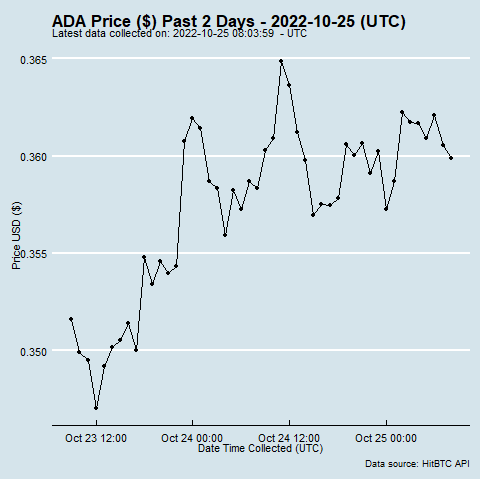 ADA Price ($) Past 2 Days - 2022-10-25 (UTC)
Latest data collected on: 2022-10-25 08:03:59 - UTC
0.365
0.360
0.355
0.350
Price USD ($)
Oct 23 12:00
Oct 24 00:00
Oct 24 12:00
Oct 25 00:00
Date Time Collected (UTC)
Data source: HitBTC API